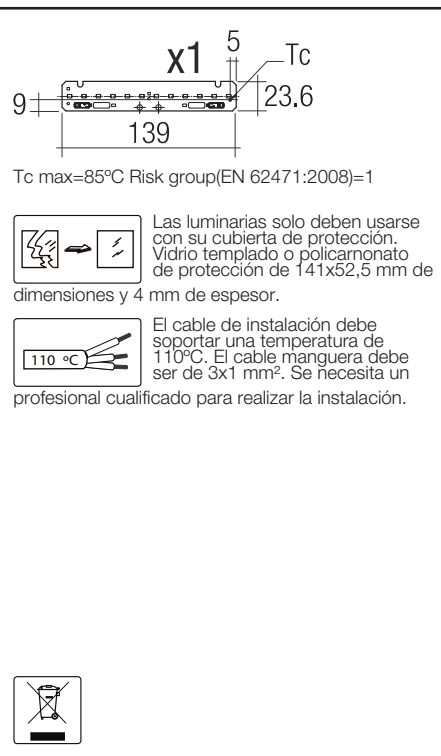 x1
5
Tc
9
23.6
139
Tc max=85ºC Risk group(EN 62471:2008)=1
Las luminarias solo deben usarse
con su cubierta de protección.
Vidrio templado o policarnonato
de protección de 141x52,5 mm de
dimensiones y 4 mm de espesor.
110 ºC
El cable de instalación debe
soportar una temperatura de
110ºC. El cable manguera debe
ser de 3x1 mm². Se necesita un
profesional cualificado para realizar la instalación.